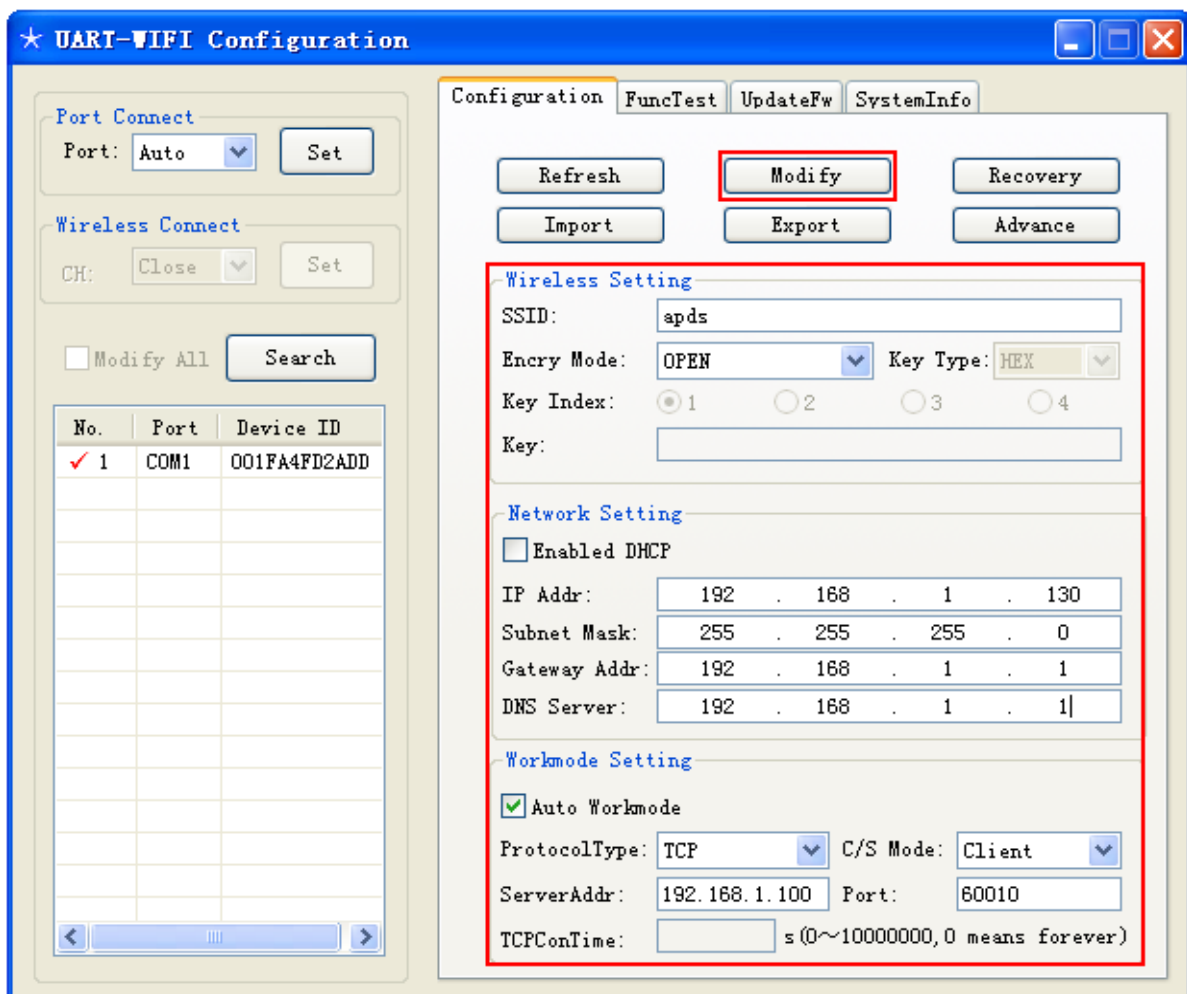 UART-WIFI Configuration
Port Connect
Port: Auto Set
Wireless Connect
CH: Close Set
Modify All Search
No. Port Device ID
1 COM1 001FA4FD2ADD
Configuration FuncTest UpdateFw SystemInfo
Refresh Modify Recovery
Import Export Advance
Wireless Setting
SSID: apds
Encry Mode: OPEN Key Type: HEX
Key Index: 1 2 3 4
Key:
Network Setting
Enabled DHCP
IP Addr: 192 . 168 . 1 . 130
Subnet Mask: 255 . 255 . 255 . 0
Gateway Addr: 192 . 168 . 1 . 1
DNS Server: 192 . 168 . 1 . 1
Workmode Setting
Auto Workmode
ProtocolType: TCP C/S Mode: Client
ServerAddr: 192.168.1.100 Port: 60010
TCPConTime: s(0～10000000,0 means forever)